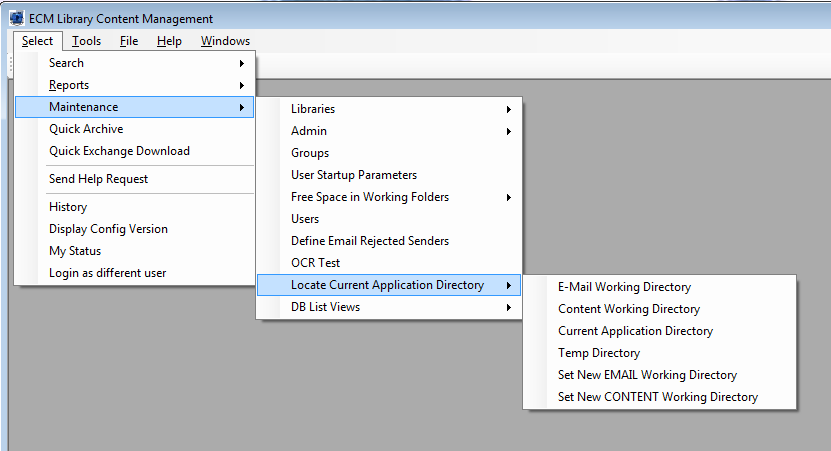 ECM Library Content Management
Select Tools File Help Windows
Search
Reports
Maintenance
Quick Archive
Quick Exchange Download
Send Help Request
History
Display Config Version
My Status
Login as different user
Libraries
Admin
Groups
User Startup Parameters
Free Space in Working Folders
Users
Define Email Rejected Senders
OCR Test
Locate Current Application Directory
DB List Views
E-Mail Working Directory
Content Working Directory
Current Application Directory
Temp Directory
Set New EMAIL Working Directory
Set New CONTENT Working Directory